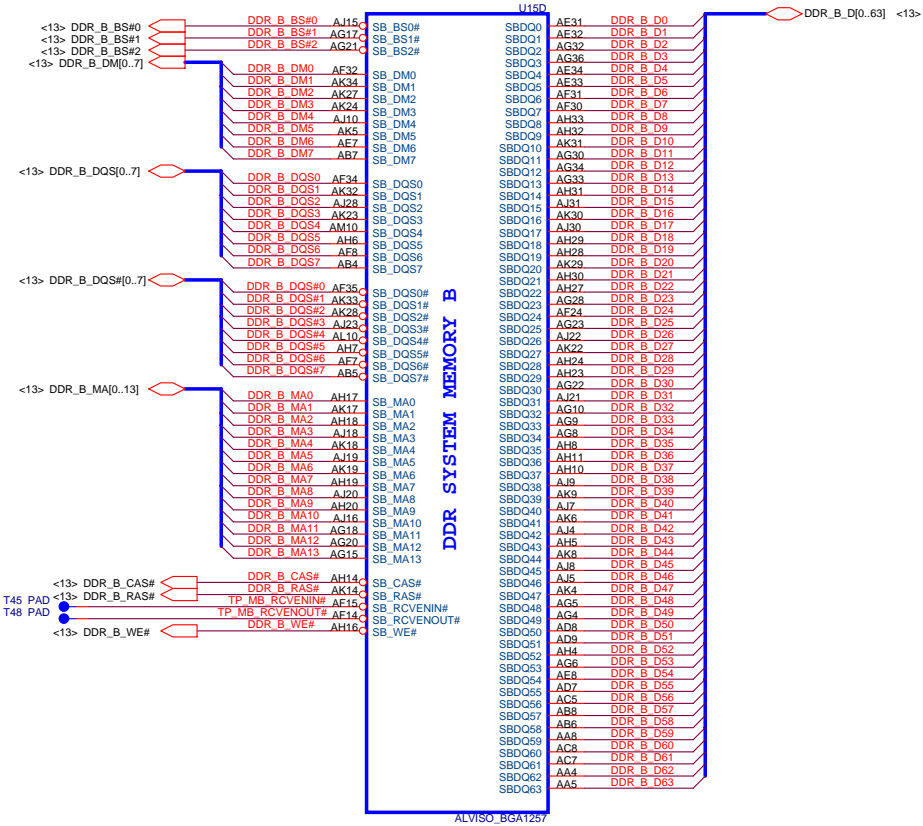 U15D
<13> DDR_B_BS#0 DDR_B_BS#0 AJ15 SB_BS0#
<13> DDR_B_BS#1 DDR_B_BS#1 AG17 SB_BS1#
<13> DDR_B_BS#2 DDR_B_BS#2 AG21 SB_BS2#
<13> DDR_B_DM[0..7]
DDR_B_DM0 AF32 SB_DM0
DDR_B_DM1 AK34 SB_DM1
DDR_B_DM2 AK27 SB_DM2
DDR_B_DM3 AK24 SB_DM3
DDR_B_DM4 AJ10 SB_DM4
DDR_B_DM5 AK5 SB_DM5
DDR_B_DM6 AE7 SB_DM6
DDR_B_DM7 AB7 SB_DM7
<13> DDR_B_DQS[0..7]
DDR_B_DQS0 AF34 SB_DQS0
DDR_B_DQS1 AK32 SB_DQS1
DDR_B_DQS2 AJ28 SB_DQS2
DDR_B_DQS3 AK23 SB_DQS3
DDR_B_DQS4 AM10 SB_DQS4
DDR_B_DQS5 AH6 SB_DQS5
DDR_B_DQS6 AF8 SB_DQS6
DDR_B_DQS7 AB4 SB_DQS7
<13> DDR_B_DQS#[0..7]
DDR_B_DQS#0 AF35 SB_DQS0#
DDR_B_DQS#1 AK33 SB_DQS1#
DDR_B_DQS#2 AK28 SB_DQS2#
DDR_B_DQS#3 AJ23 SB_DQS3#
DDR_B_DQS#4 AL10 SB_DQS4#
DDR_B_DQS#5 AH7 SB_DQS5#
DDR_B_DQS#6 AF7 SB_DQS6#
DDR_B_DQS#7 AB5 SB_DQS7#
<13> DDR_B_MA[0..13]
DDR_B_MA0 AH17 SB_MA0
DDR_B_MA1 AK17 SB_MA1
DDR_B_MA2 AH18 SB_MA2
DDR_B_MA3 AJ18 SB_MA3
DDR_B_MA4 AK18 SB_MA4
DDR_B_MA5 AJ19 SB_MA5
DDR_B_MA6 AK19 SB_MA6
DDR_B_MA7 AH19 SB_MA7
DDR_B_MA8 AJ20 SB_MA8
DDR_B_MA9 AH20 SB_MA9
DDR_B_MA10 AJ16 SB_MA10
DDR_B_MA11 AG18 SB_MA11
DDR_B_MA12 AG20 SB_MA12
DDR_B_MA13 AG15 SB_MA13
<13> DDR_B_CAS# DDR_B_CAS# AH14 SB_CAS#
<13> DDR_B_RAS# DDR_B_RAS# AK14 SB_RAS#
T45 PAD TP_MB_RCVENIN# AF15 SB_RCVENIN#
T48 PAD TP_MB_RCVENOUT# AF14 SB_RCVENOUT#
<13> DDR_B_WE# DDR_B_WE# AH16 SB_WE#
DDR SYSTEM MEMORY B
SBDQ0 AE31 DDR_B_D0
SBDQ1 AE32 DDR_B_D1
SBDQ2 AG32 DDR_B_D2
SBDQ3 AG36 DDR_B_D3
SBDQ4 AE34 DDR_B_D4
SBDQ5 AE33 DDR_B_D5
SBDQ6 AF31 DDR_B_D6
SBDQ7 AF30 DDR_B_D7
SBDQ8 AH33 DDR_B_D8
SBDQ9 AH32 DDR_B_D9
SBDQ10 AK31 DDR_B_D10
SBDQ11 AG30 DDR_B_D11
SBDQ12 AG34 DDR_B_D12
SBDQ13 AG33 DDR_B_D13
SBDQ14 AH31 DDR_B_D14
SBDQ15 AJ31 DDR_B_D15
SBDQ16 AK30 DDR_B_D16
SBDQ17 AJ30 DDR_B_D17
SBDQ18 AH29 DDR_B_D18
SBDQ19 AH28 DDR_B_D19
SBDQ20 AK29 DDR_B_D20
SBDQ21 AH30 DDR_B_D21
SBDQ22 AH27 DDR_B_D22
SBDQ23 AG28 DDR_B_D23
SBDQ24 AF24 DDR_B_D24
SBDQ25 AG23 DDR_B_D25
SBDQ26 AJ22 DDR_B_D26
SBDQ27 AK22 DDR_B_D27
SBDQ28 AH24 DDR_B_D28
SBDQ29 AH23 DDR_B_D29
SBDQ30 AG22 DDR_B_D30
SBDQ31 AJ21 DDR_B_D31
SBDQ32 AG10 DDR_B_D32
SBDQ33 AG9 DDR_B_D33
SBDQ34 AG8 DDR_B_D34
SBDQ35 AH8 DDR_B_D35
SBDQ36 AH11 DDR_B_D36
SBDQ37 AH10 DDR_B_D37
SBDQ38 AJ9 DDR_B_D38
SBDQ39 AK9 DDR_B_D39
SBDQ40 AJ7 DDR_B_D40
SBDQ41 AK6 DDR_B_D41
SBDQ42 AJ4 DDR_B_D42
SBDQ43 AH5 DDR_B_D43
SBDQ44 AK8 DDR_B_D44
SBDQ45 AJ8 DDR_B_D45
SBDQ46 AJ5 DDR_B_D46
SBDQ47 AK4 DDR_B_D47
SBDQ48 AG5 DDR_B_D48
SBDQ49 AG4 DDR_B_D49
SBDQ50 AD8 DDR_B_D50
SBDQ51 AD9 DDR_B_D51
SBDQ52 AH4 DDR_B_D52
SBDQ53 AG6 DDR_B_D53
SBDQ54 AE8 DDR_B_D54
SBDQ55 AD7 DDR_B_D55
SBDQ56 AC5 DDR_B_D56
SBDQ57 AB8 DDR_B_D57
SBDQ58 AB6 DDR_B_D58
SBDQ59 AA8 DDR_B_D59
SBDQ60 AC8 DDR_B_D60
SBDQ61 AC7 DDR_B_D61
SBDQ62 AA4 DDR_B_D62
SBDQ63 AA5 DDR_B_D63
DDR_B_D[0..63] <13>
ALVISO_BGA1257